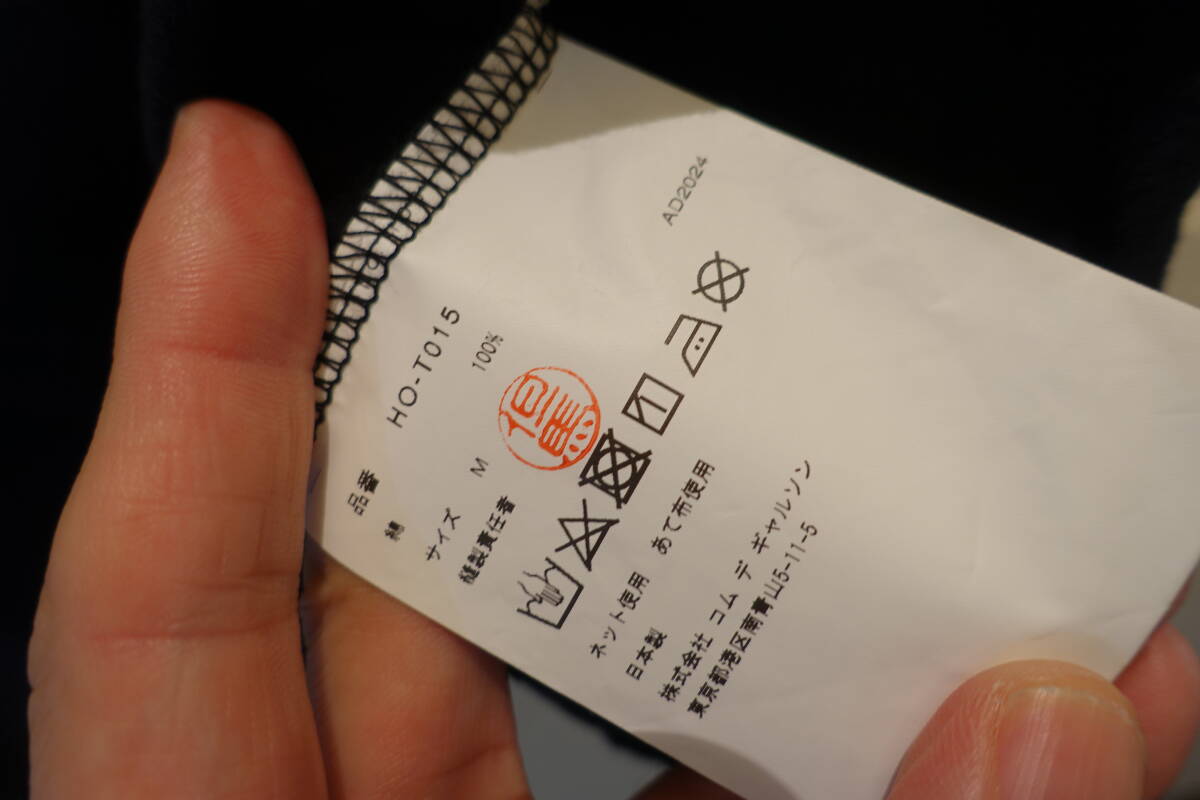 品番 HO-T015
綿 100%
サイズ M
縫製責任者 但馬
ネット使用 あて布使用
日本製
株式会社 コム デ ギャルソン
東京都港区南青山5-11-5
AD2024